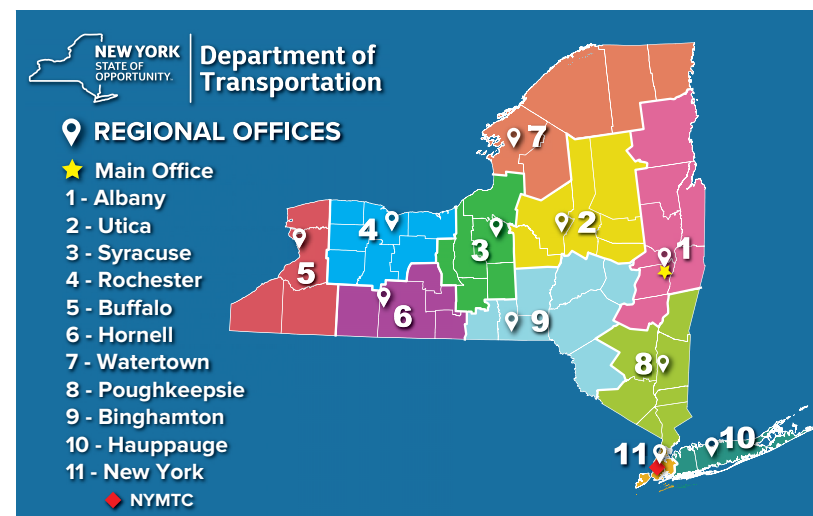 NEW YORK
STATE OF
OPPORTUNITY.
Department of
Transportation
REGIONAL OFFICES
Main Office
1 - Albany
2 - Utica
3 - Syracuse
4 - Rochester
5 - Buffalo
6 - Hornell
7 - Watertown
8 - Poughkeepsie
9 - Binghamton
10 - Hauppauge
11 - New York
NYMTC
7
2
4
3
1
5
6
9
8
10
11